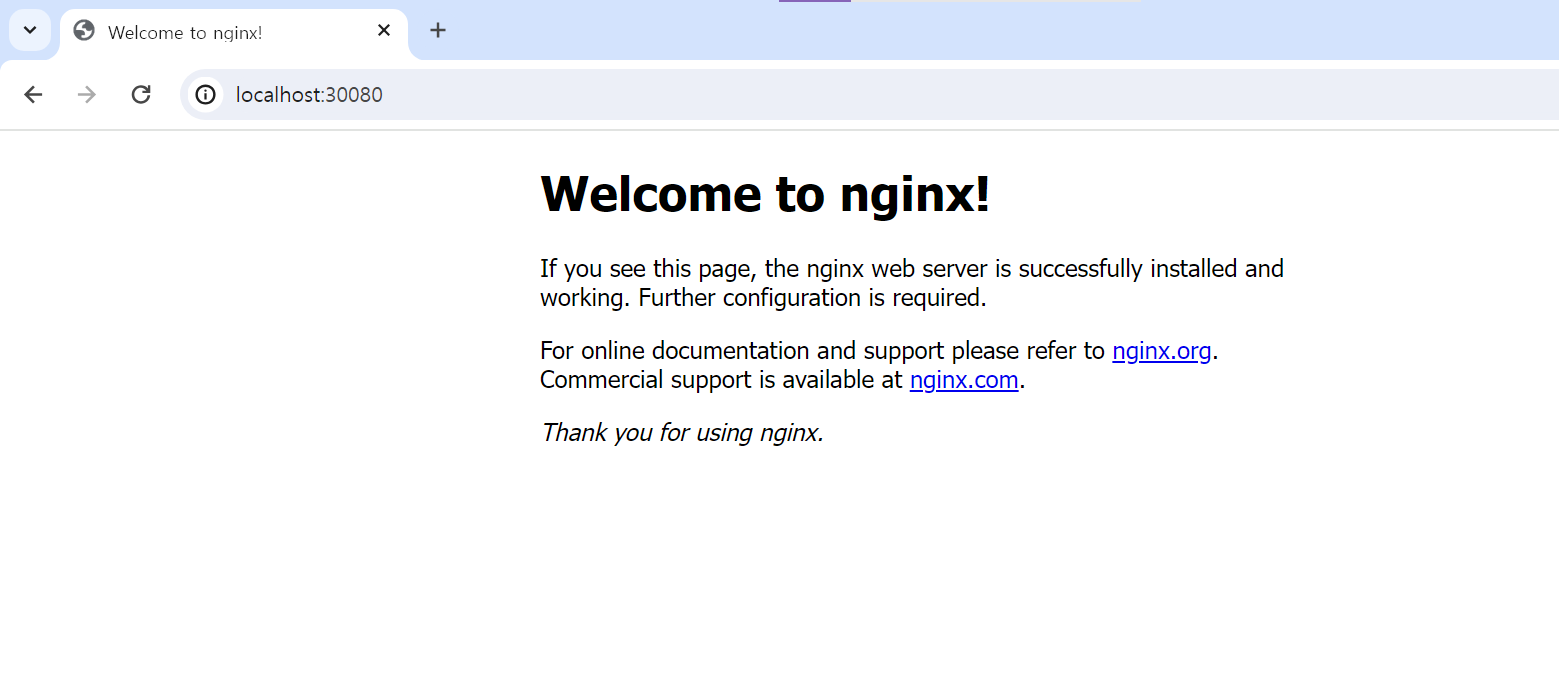 Welcome to nginx!
localhost:30080
Welcome to nginx!
If you see this page, the nginx web server is successfully installed and
working. Further configuration is required.
For online documentation and support please refer to nginx.org.
Commercial support is available at nginx.com.
Thank you for using nginx.